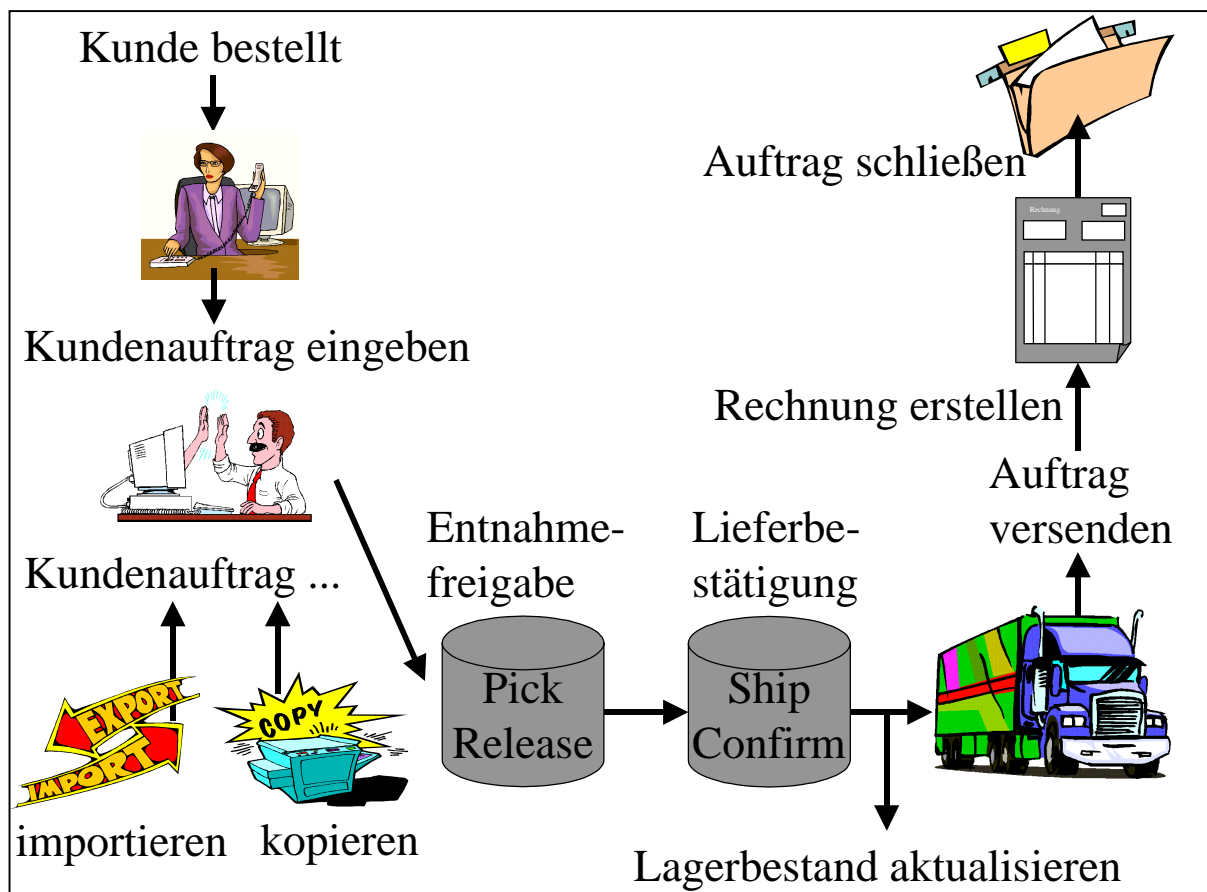 Kunde bestellt
Kundenauftrag eingeben
Kundenauftrag ...
EXPORT
IMPORT
COPY
importieren
kopieren
Entnahme-
freigabe
Pick
Release
Lieferbe-
stätigung
Ship
Confirm
Lagerbestand aktualisieren
Auftrag
versenden
Rechnung erstellen
Rechnung
Auftrag schließen